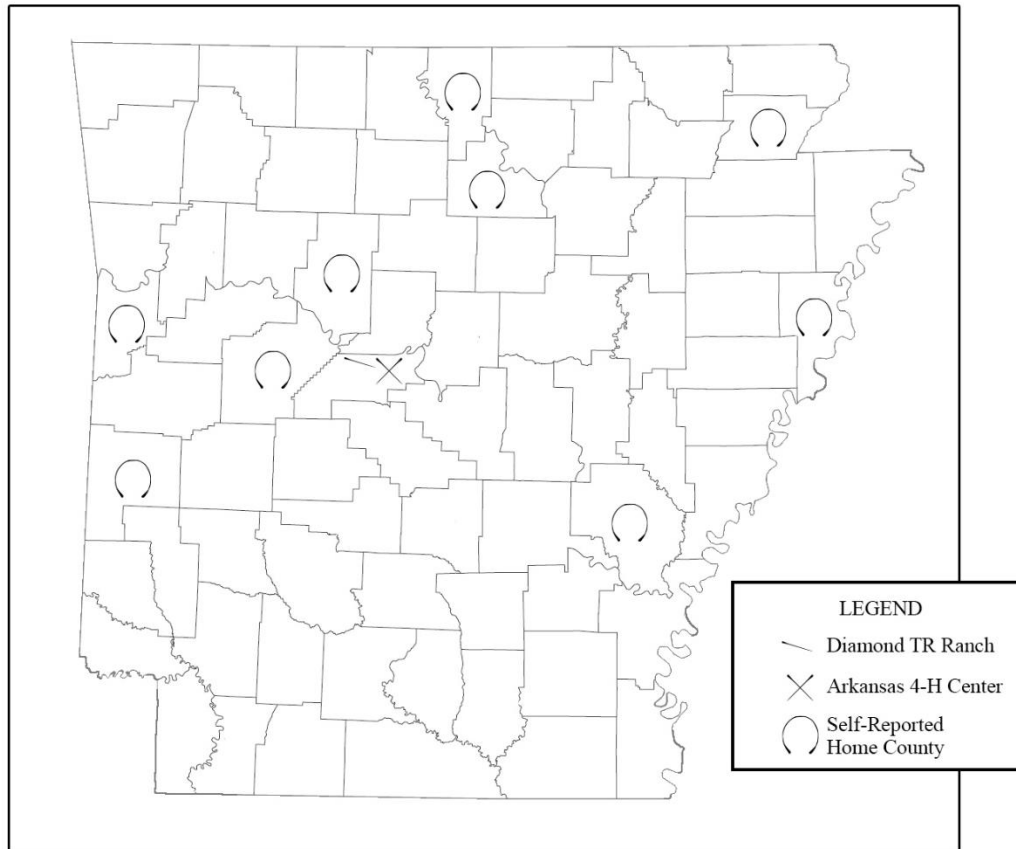 LEGEND
Diamond TR Ranch
Arkansas 4-H Center
Self-Reported
Home County